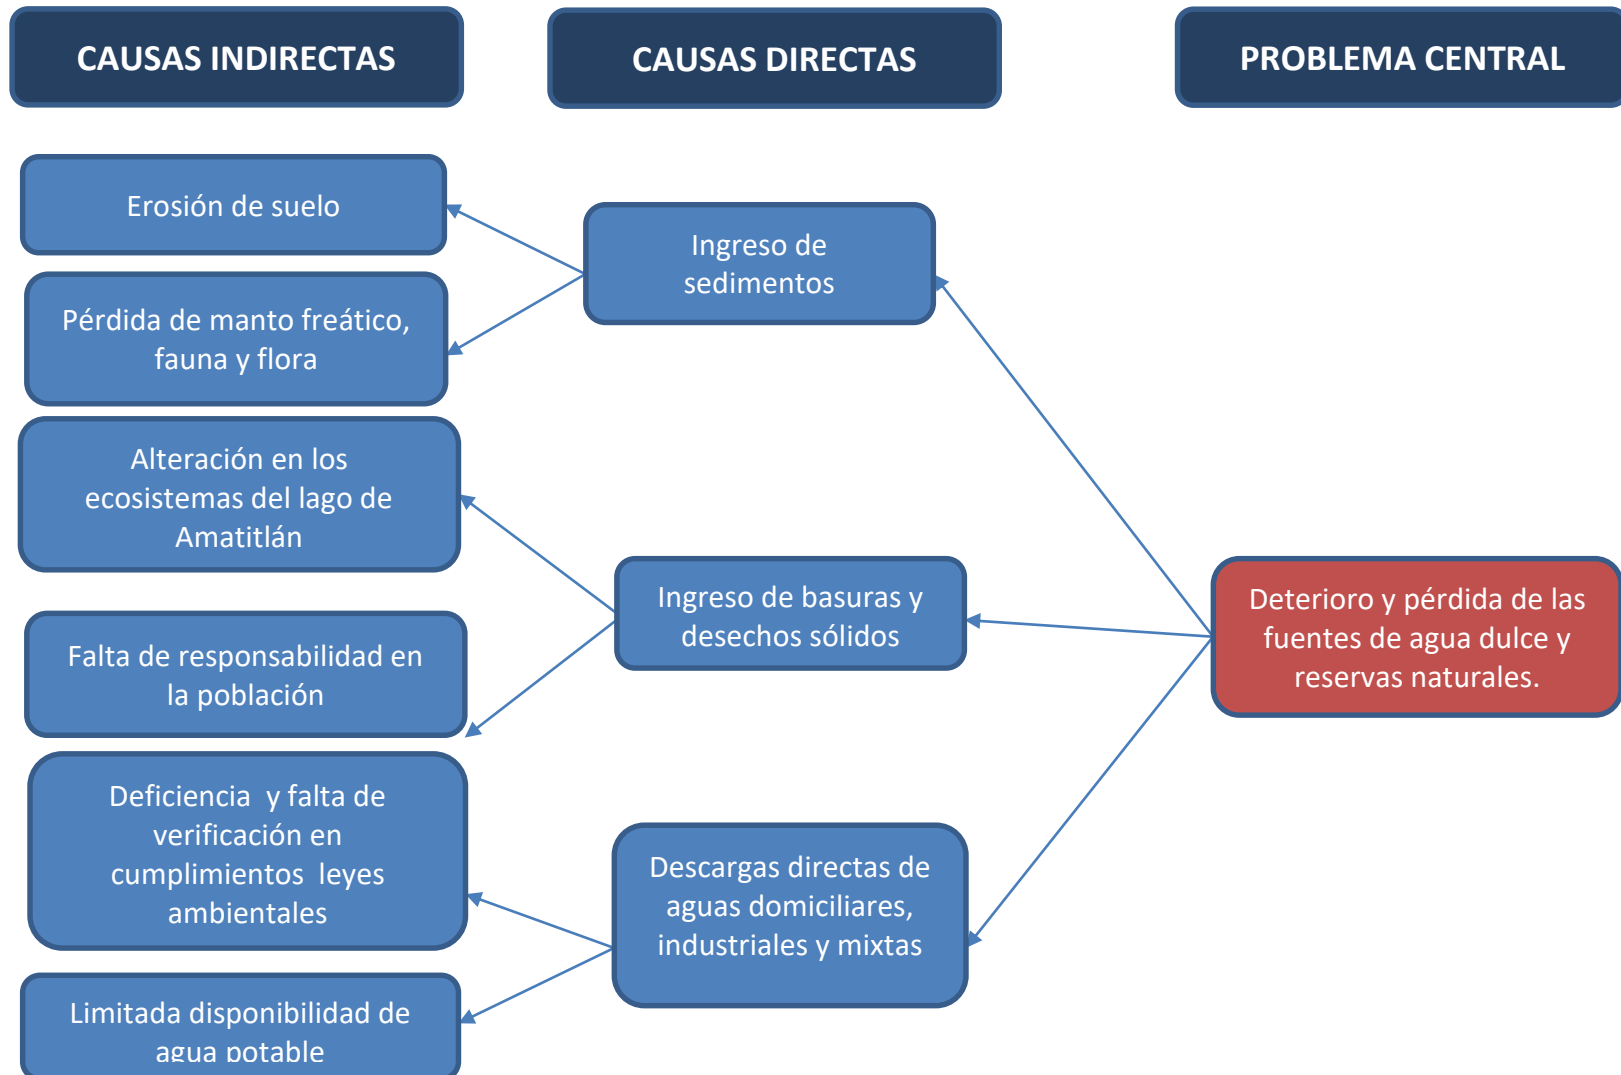 CAUSAS INDIRECTAS
CAUSAS DIRECTAS
PROBLEMA CENTRAL
Erosión de suelo
Pérdida de manto freático,
fauna y flora
Alteración en los
ecosistemas del lago de
Amatitlán
Falta de responsabilidad en
la población
Deficiencia  y falta de
verificación en
cumplimientos  leyes
ambientales
Limitada disponibilidad de
agua potable
Ingreso de
sedimentos
Ingreso de basuras y
desechos sólidos
Descargas directas de
aguas domiciliares,
industriales y mixtas
Deterioro y pérdida de las
fuentes de agua dulce y
reservas naturales.